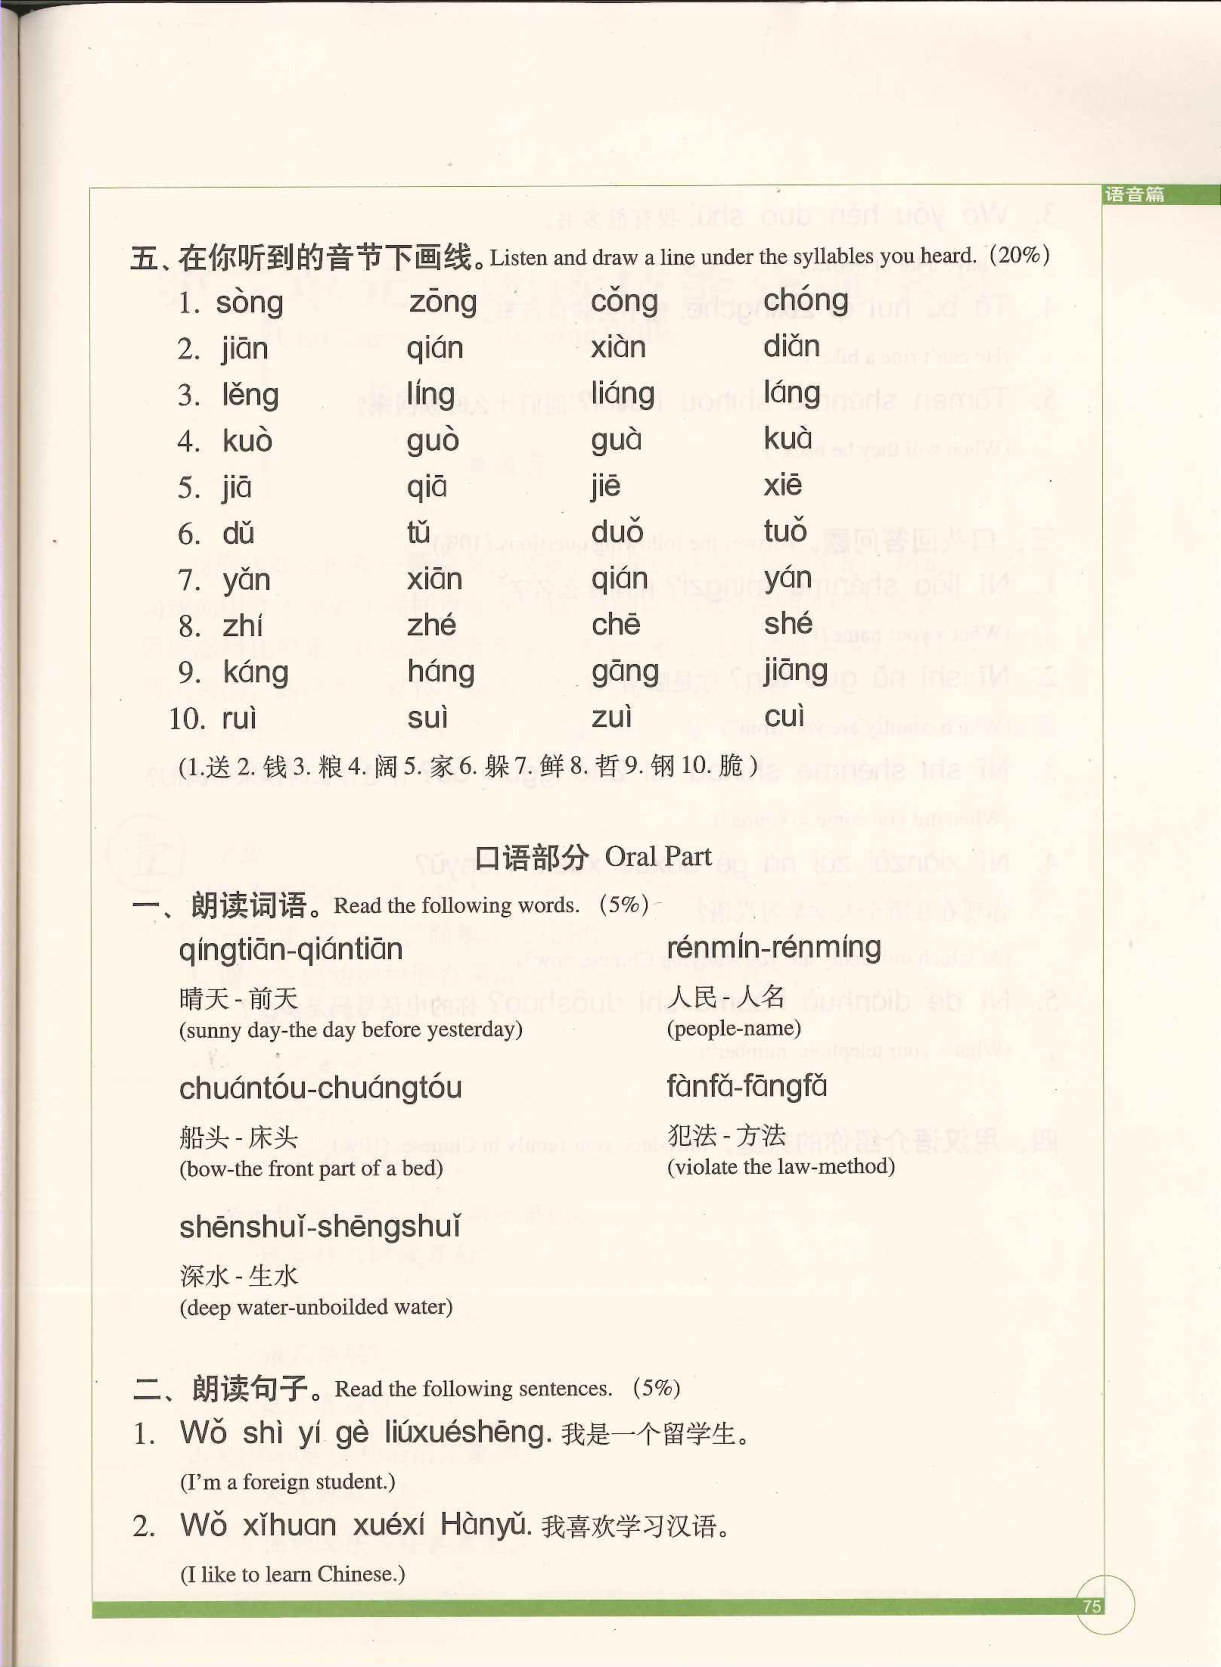 语音篇
五、在你听到的音节下画线。Listen and draw a line under the syllables you heard. (20%)
1. sòng zōng cǒng chóng
2. jiān qián xiàn diǎn
3. lěng líng liáng láng
4. kuò guò guà kuà
5. jiā qiā jiē xiē
6. dǔ tǔ duǒ tuǒ
7. yǎn xiān qián yán
8. zhí zhé chē shé
9. káng háng gāng jiāng
10. ruì suì zuì cuì
(1.送 2. 钱 3. 粮 4. 阔 5. 家 6. 躲 7. 鲜 8. 哲 9. 钢 10. 脆)
口语部分 Oral Part
一、朗读词语。Read the following words. (5%)
qíngtiān-qiántiān rénmín-rénmíng
晴天 - 前天 人民 - 人名
(sunny day-the day before yesterday) (people-name)
chuántóu-chuángtóu fànfǎ-fāngfǎ
船头 - 床头 犯法 - 方法
(bow-the front part of a bed) (violate the law-method)
shēnshuǐ-shēngshuǐ
深水 - 生水
(deep water-unboilded water)
二、朗读句子。Read the following sentences. (5%)
1. Wǒ shì yí gè liúxuéshēng. 我是一个留学生。
(I'm a foreign student.)
2. Wǒ xǐhuan xuéxí Hànyǔ. 我喜欢学习汉语。
(I like to learn Chinese.)
75